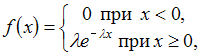 f(x) = { 0 при x < 0,
λe^{-λx} при x ≥ 0,